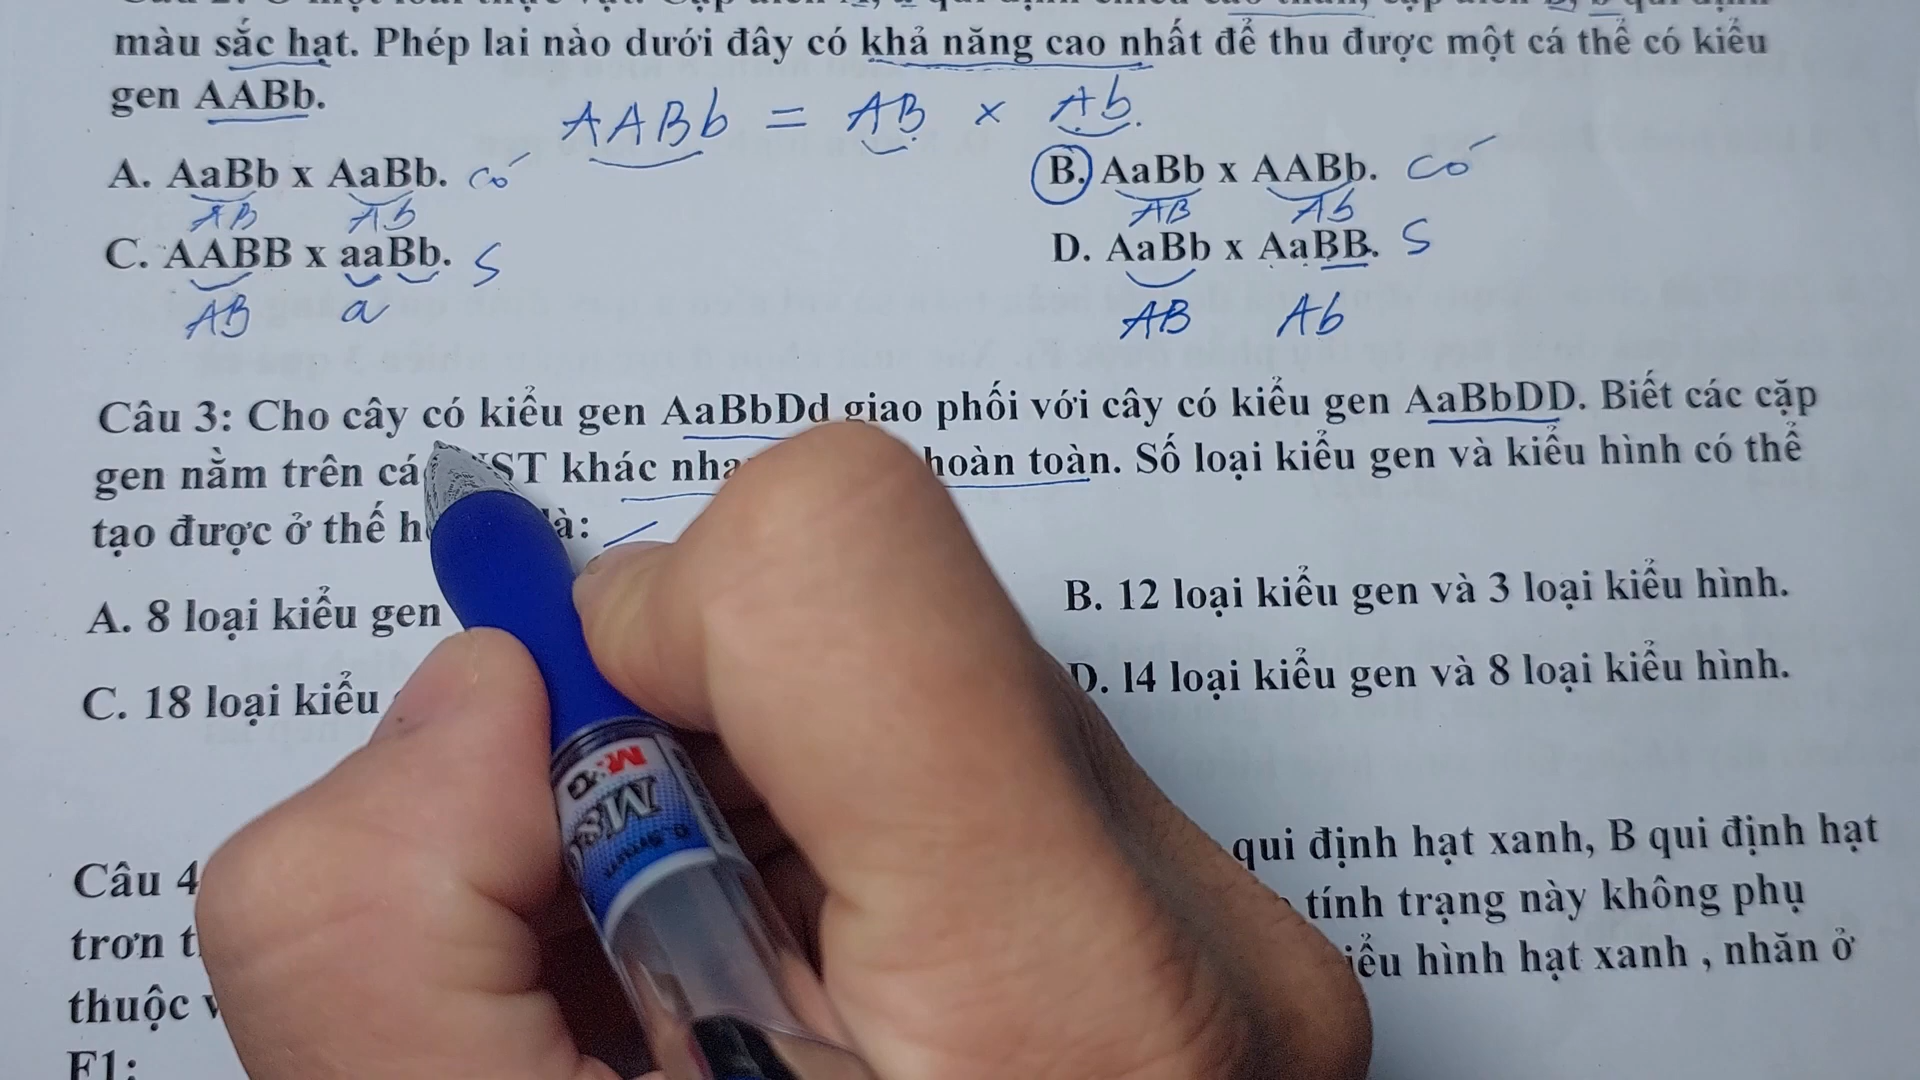 màu sắc hạt. Phép lai nào dưới đây có khả năng cao nhất để thu được một cá thể có kiểu
gen AABb.
AABb = AB x Ab.
A. AaBb x AaBb. có
AB Ab
B. AaBb x AABb. có
AB Ab
C. AABB x aaBb. S
AB a
D. AaBb x AaBB. S
AB Ab
Câu 3: Cho cây có kiểu gen AaBbDd giao phối với cây có kiểu gen AaBbDD. Biết các cặp
gen nằm trên khác hoàn toàn. Số loại kiểu gen và kiểu hình có thể
tạo được ở thế
A. 8 loại kiểu gen
B. 12 loại kiểu gen và 3 loại kiểu hình.
C. 18 loại kiểu
D. 14 loại kiểu gen và 8 loại kiểu hình.
Câu 4 qui định hạt xanh, B qui định hạt
trơn tính trạng này không phụ
thuộc hình hạt xanh , nhăn ở
F1:
M&G